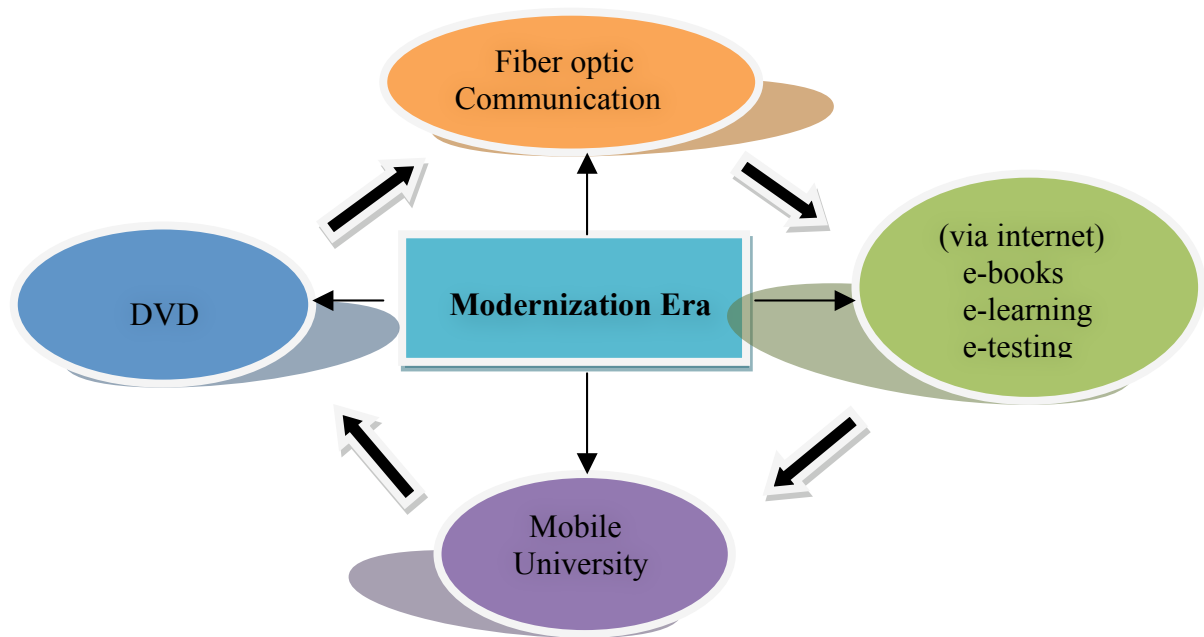 Fiber optic
Communication
(via internet)
e-books
e-learning
e-testing
Modernization Era
DVD
Mobile
University